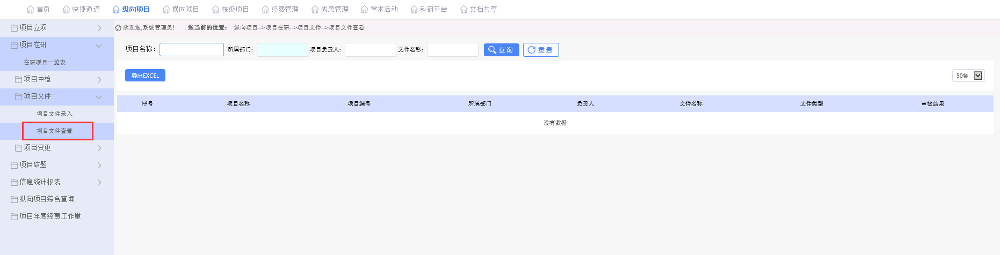 首页 快捷通道 纵向项目 横向项目 校级项目 经费管理 成果管理 学术活动 科研平台 文档共享
欢迎您,系统管理员! 您当前的位置： 纵向项目-->项目在研-->项目文件-->项目文件查看
项目立项
项目在研
在研项目一览表
项目中检
项目文件
项目文件录入
项目文件查看
项目变更
项目结题
信息统计报表
纵向项目综合查询
项目年度经费工作量
项目名称： 所属部门： 项目负责人： 文件名称： 查 询 重 置
导出EXCEL 50条
序号 项目名称 项目编号 所属部门 负责人 文件名称 文件类型 审核结果
没有数据